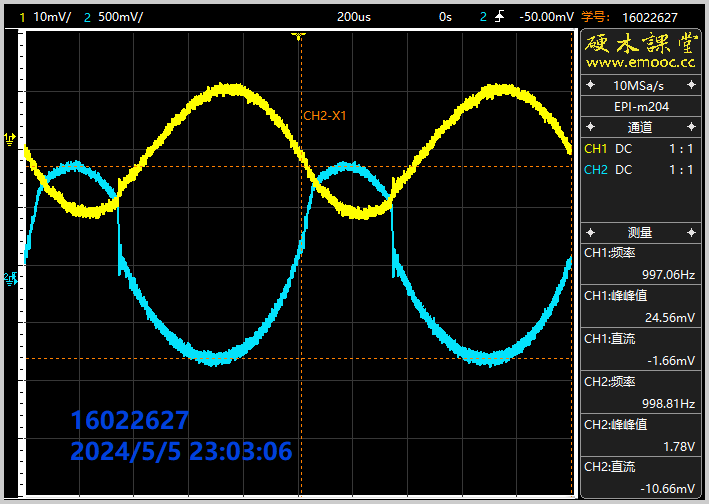 1 10mV/ 2 500mV/ 200us 0s 2 -50.00mV 学号: 16022627
硬木課堂
www.emooc.cc
10MSa/s
EPI-m204
通道
CH1 DC 1 : 1
CH2 DC 1 : 1
测量
CH1:频率
997.06Hz
CH1:峰峰值
24.56mV
CH1:直流
-1.66mV
CH2:频率
998.81Hz
CH2:峰峰值
1.78V
CH2:直流
-10.66mV
CH2-X1
1
2
16022627
2024/5/5 23:03:06